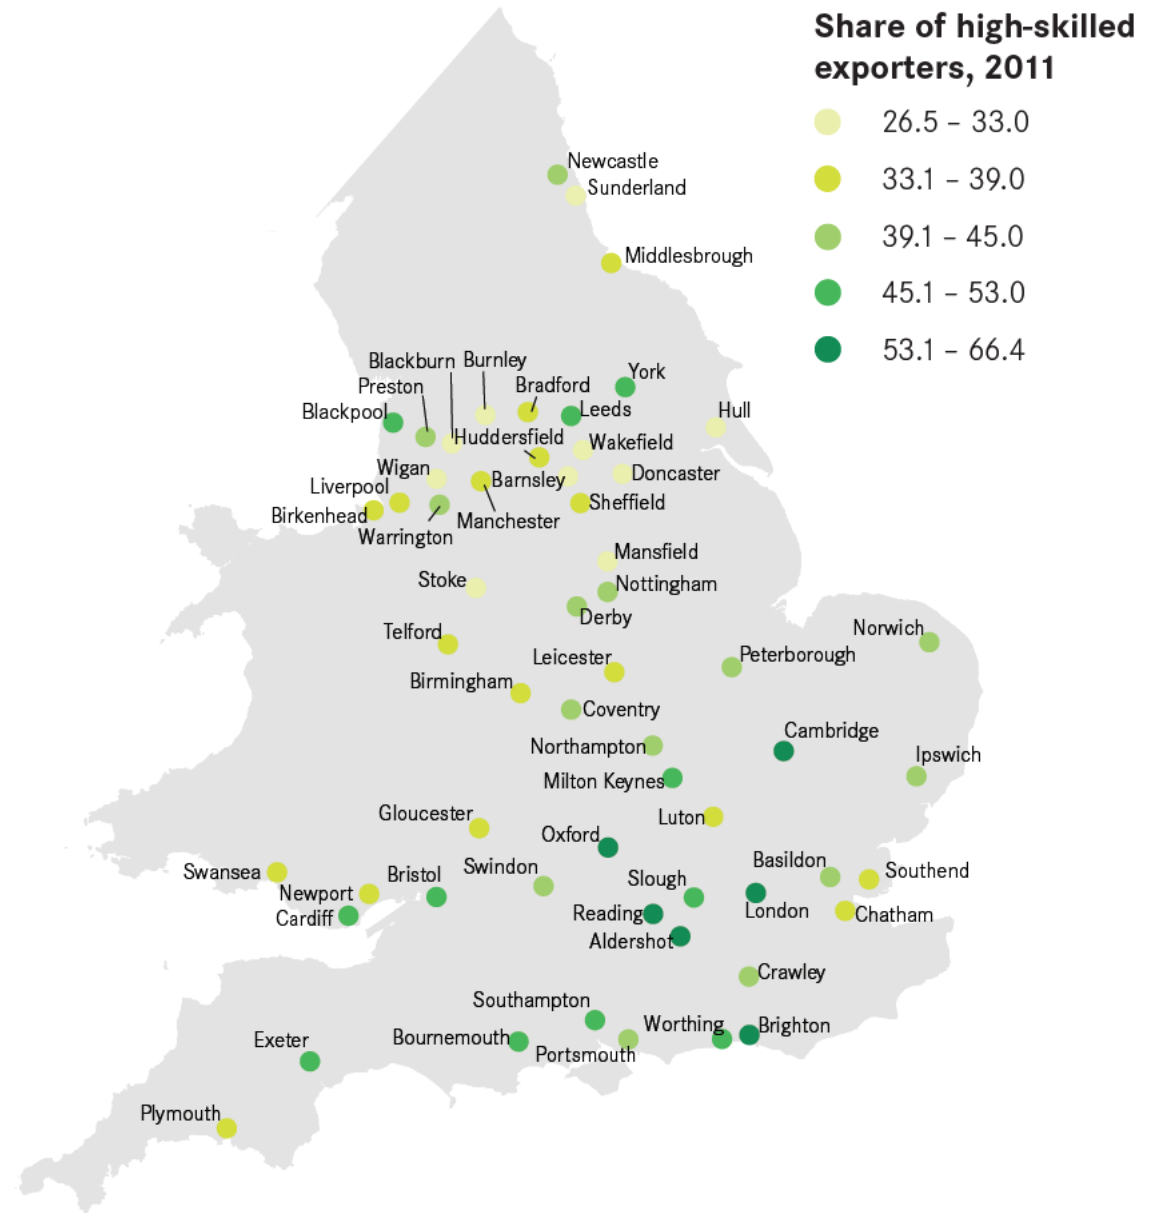 Share of high-skilled
exporters, 2011
26.5 – 33.0
33.1 – 39.0
39.1 – 45.0
45.1 – 53.0
53.1 – 66.4
Newcastle
Sunderland
Middlesbrough
Blackburn
Burnley
Preston
Bradford
York
Blackpool
Leeds
Hull
Huddersfield
Wakefield
Wigan
Barnsley
Doncaster
Liverpool
Sheffield
Birkenhead
Manchester
Warrington
Mansfield
Stoke
Nottingham
Derby
Telford
Norwich
Leicester
Peterborough
Birmingham
Coventry
Cambridge
Northampton
Ipswich
Milton Keynes
Gloucester
Luton
Oxford
Basildon
Swindon
Southend
Swansea
Bristol
Slough
Newport
Reading
London
Chatham
Cardiff
Aldershot
Crawley
Southampton
Worthing
Brighton
Exeter
Bournemouth
Portsmouth
Plymouth